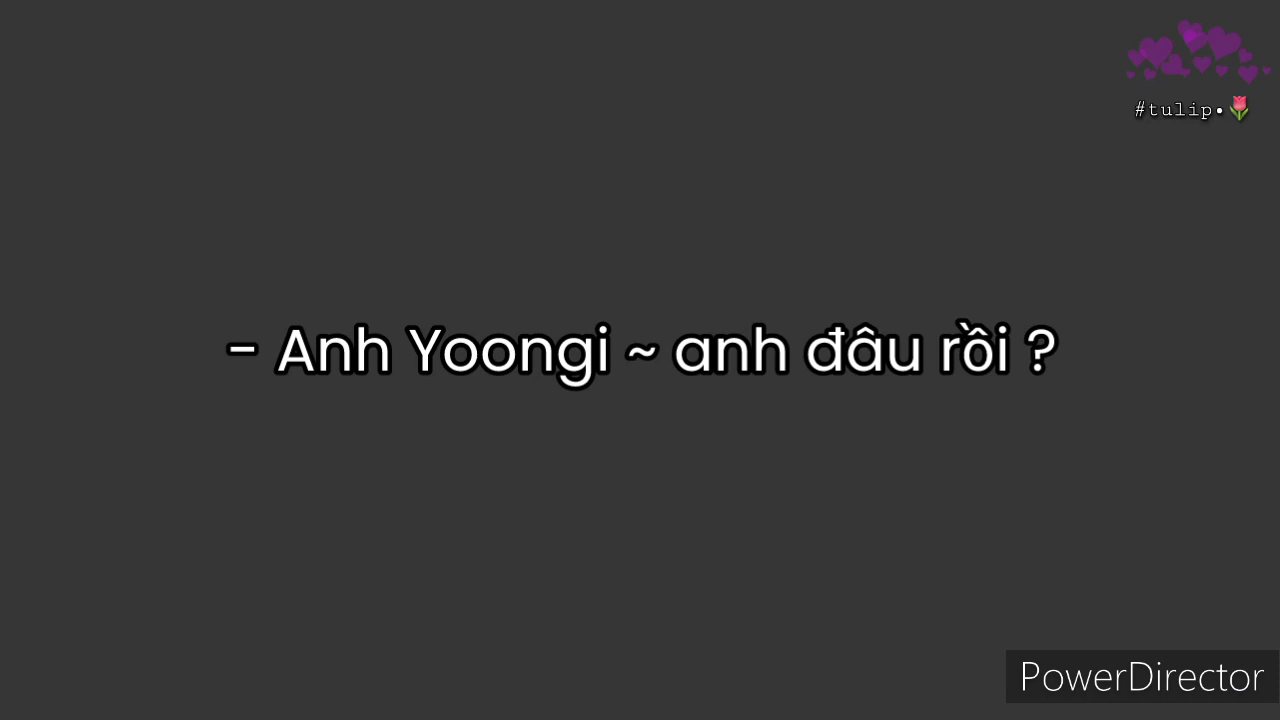 #tulip•🌷
- Anh Yoongi ~ anh đâu rồi ?
PowerDirector